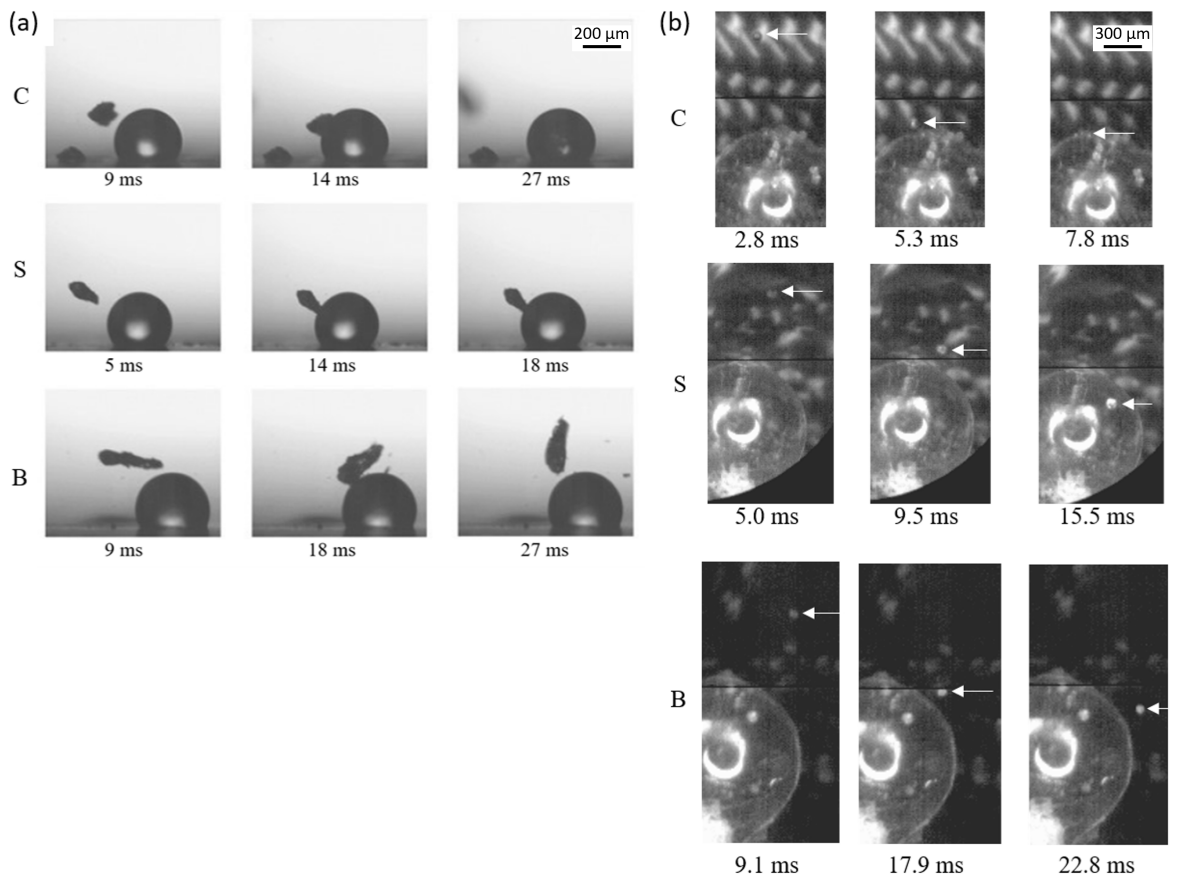 (a)
200 μm
C
9 ms
14 ms
27 ms
S
5 ms
14 ms
18 ms
B
9 ms
18 ms
27 ms
(b)
300 μm
C
2.8 ms
5.3 ms
7.8 ms
S
5.0 ms
9.5 ms
15.5 ms
B
9.1 ms
17.9 ms
22.8 ms